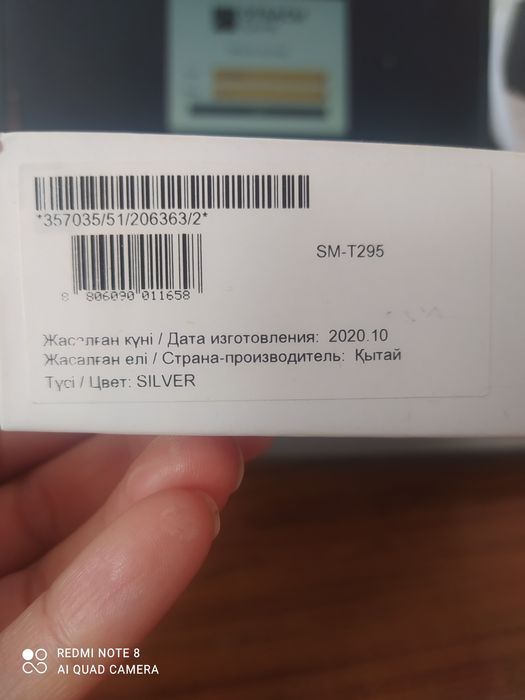 *357035/51/206363/2*
SM-T295
8 806090 011658
Жасалған күні / Дата изготовления: 2020.10
Жасалған елі / Страна-производитель: Қытай
Түсі / Цвет: SILVER
REDMI NOTE 8
AI QUAD CAMERA